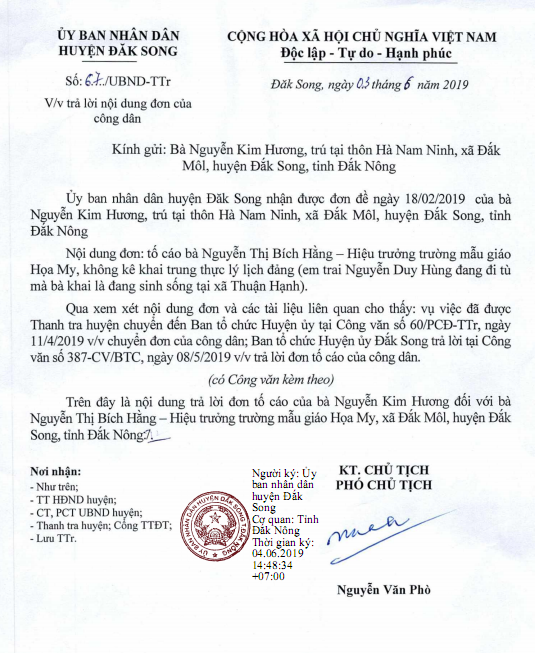 ỦY BAN NHÂN DÂN
HUYỆN ĐĂK SONG
CỘNG HÒA XÃ HỘI CHỦ NGHĨA VIỆT NAM
Độc lập - Tự do - Hạnh phúc
Số: 67/UBND-TTr
V/v trả lời nội dung đơn của
công dân
Đăk Song, ngày 03 tháng 6 năm 2019
Kính gửi: Bà Nguyễn Kim Hương, trú tại thôn Hà Nam Ninh, xã Đắk
Môl, huyện Đắk Song, tỉnh Đắk Nông
Ủy ban nhân dân huyện Đăk Song nhận được đơn đề ngày 18/02/2019 của bà
Nguyễn Kim Hương, trú tại thôn Hà Nam Ninh, xã Đắk Môl, huyện Đắk Song, tỉnh
Đắk Nông
Nội dung đơn: tố cáo bà Nguyễn Thị Bích Hằng – Hiệu trưởng trường mẫu giáo
Họa My, không kê khai trung thực lý lịch đảng (em trai Nguyễn Duy Hùng đang đi tù
mà bà khai là đang sinh sống tại xã Thuận Hạnh).
Qua xem xét nội dung đơn và các tài liệu liên quan cho thấy: vụ việc đã được
Thanh tra huyện chuyển đến Ban tổ chức Huyện ủy tại Công văn số 60/PCĐ-TTr, ngày
11/4/2019 v/v chuyển đơn của công dân; Ban tổ chức Huyện ủy Đắk Song trả lời tại Công
văn số 387-CV/BTC, ngày 08/5/2019 v/v trả lời đơn tố cáo của công dân.
(có Công văn kèm theo)
Trên đây là nội dung trả lời đơn tố cáo của bà Nguyễn Kim Hương đối với bà
Nguyễn Thị Bích Hằng – Hiệu trưởng trường mẫu giáo Họa My, xã Đắk Môl, huyện Đắk
Song, tỉnh Đắk Nông./.
Nơi nhận:
- Như trên;
- TT HĐND huyện;
- CT, PCT UBND huyện;
- Thanh tra huyện; Cổng TTĐT;
- Lưu TTr.
ỦY BAN NHÂN DÂN HUYỆN ĐẮK SONG T. ĐẮK NÔNG
Người ký: Ủy
ban nhân dân
huyện Đắk
Song
Cơ quan: Tỉnh
Đắk Nông
Thời gian ký:
04.06.2019
14:48:34
+07:00
KT. CHỦ TỊCH
PHÓ CHỦ TỊCH
Nguyễn Văn Phò